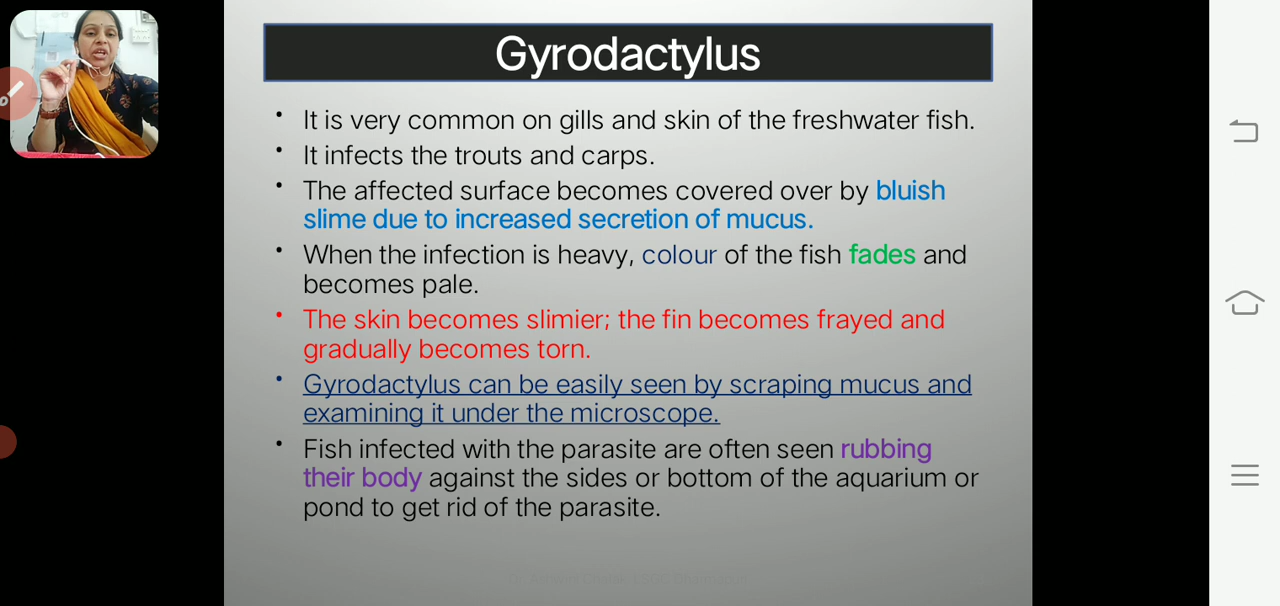 Gyrodactylus
• It is very common on gills and skin of the freshwater fish.
• It infects the trouts and carps.
• The affected surface becomes covered over by bluish
slime due to increased secretion of mucus.
• When the infection is heavy, colour of the fish fades and
becomes pale.
• The skin becomes slimier; the fin becomes frayed and
gradually becomes torn.
• Gyrodactylus can be easily seen by scraping mucus and
examining it under the microscope.
• Fish infected with the parasite are often seen rubbing
their body against the sides or bottom of the aquarium or
pond to get rid of the parasite.